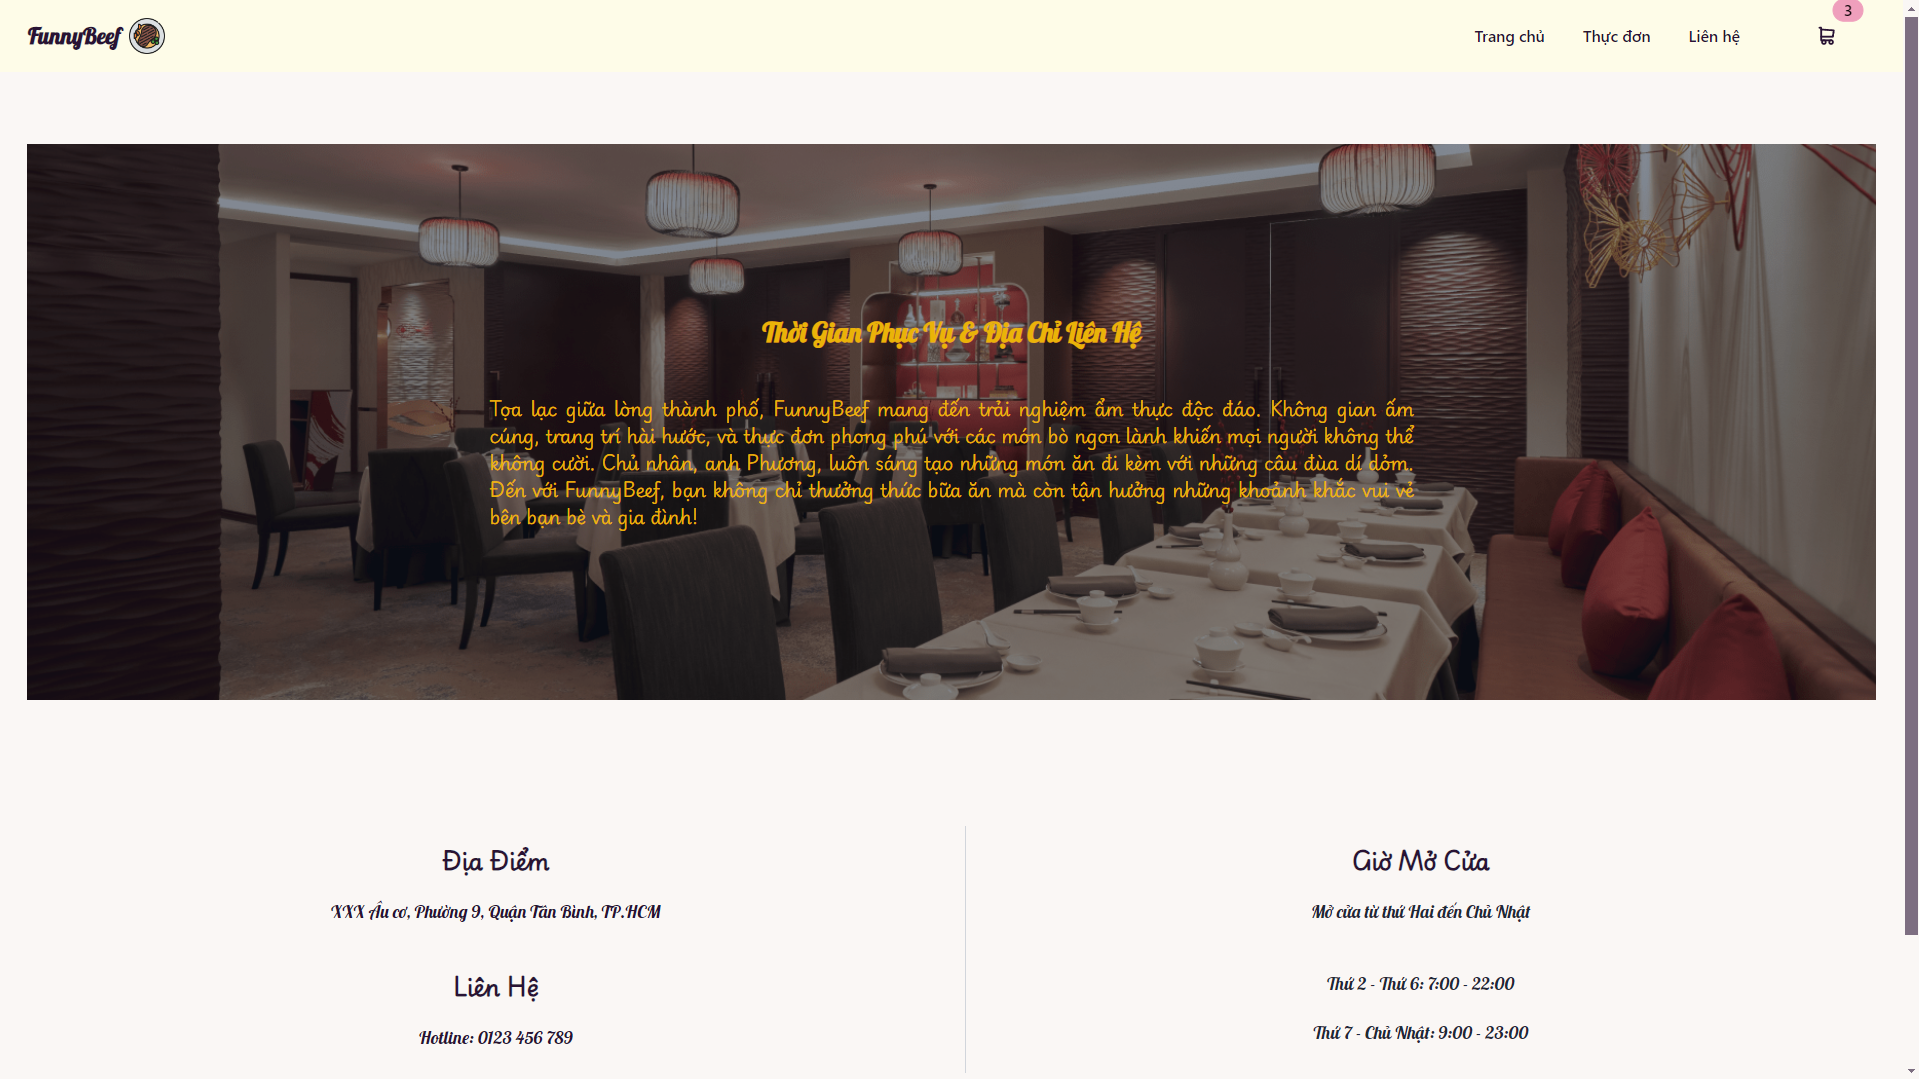 FunnyBeef
Trang chủ
Thực đơn
Liên hệ
3
Thời Gian Phục Vụ & Địa Chỉ Liên Hệ
Tọa lạc giữa lòng thành phố, FunnyBeef mang đến trải nghiệm ẩm thực độc đáo. Không gian ấm
cúng, trang trí hài hước, và thực đơn phong phú với các món bò ngon lành khiến mọi người không thể
không cười. Chủ nhân, anh Phương, luôn sáng tạo những món ăn đi kèm với những câu đùa dí dỏm.
Đến với FunnyBeef, bạn không chỉ thưởng thức bữa ăn mà còn tận hưởng những khoảnh khắc vui vẻ
bên bạn bè và gia đình!
Địa Điểm
XXX Âu cơ, Phường 9, Quận Tân Bình, TP.HCM
Liên Hệ
Hotline: 0123 456 789
Giờ Mở Cửa
Mở cửa từ thứ Hai đến Chủ Nhật
Thứ 2 - Thứ 6: 7:00 - 22:00
Thứ 7 - Chủ Nhật: 9:00 - 23:00